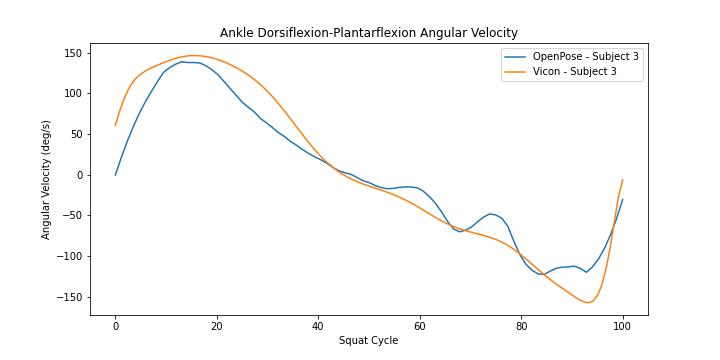 Ankle Dorsiflexion-Plantarflexion Angular Velocity
OpenPose - Subject 3
Vicon - Subject 3
Angular Velocity (deg/s)
150
100
50
0
−50
−100
−150
0
20
40
60
80
100
Squat Cycle